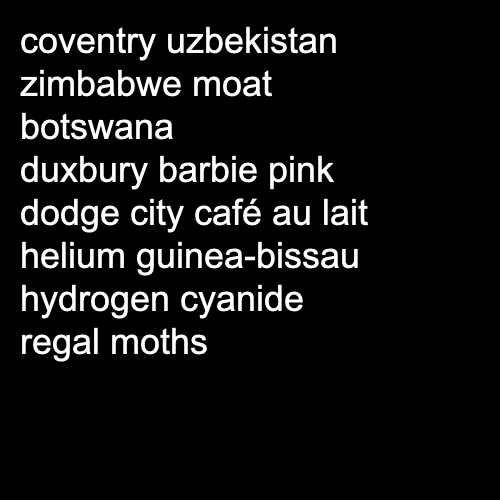 coventry uzbekistan
zimbabwe moat
botswana
duxbury barbie pink
dodge city café au lait
helium guinea-bissau
hydrogen cyanide
regal moths